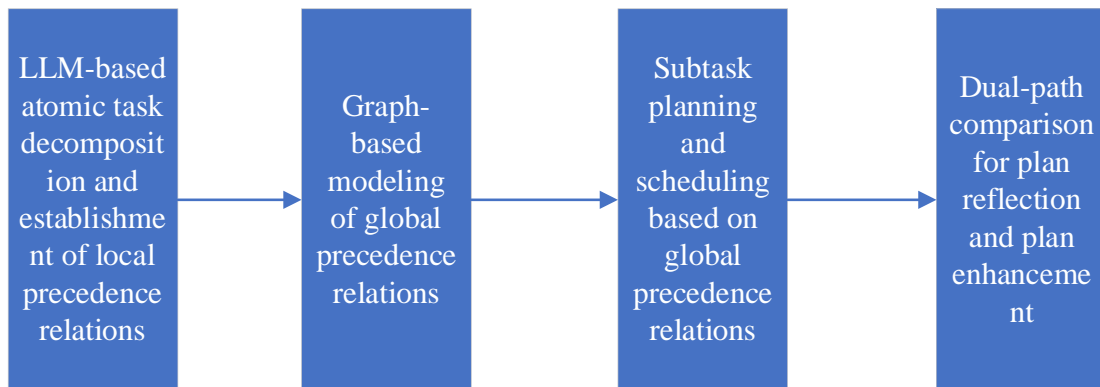 LLM-based
atomic task
decomposit
ion and
establishme
nt of local
precedence
relations
Graph-
based
modeling
of global
precedence
relations
Subtask
planning
and
scheduling
based on
global
precedence
relations
Dual-path
comparison
for plan
reflection
and plan
enhanceme
nt